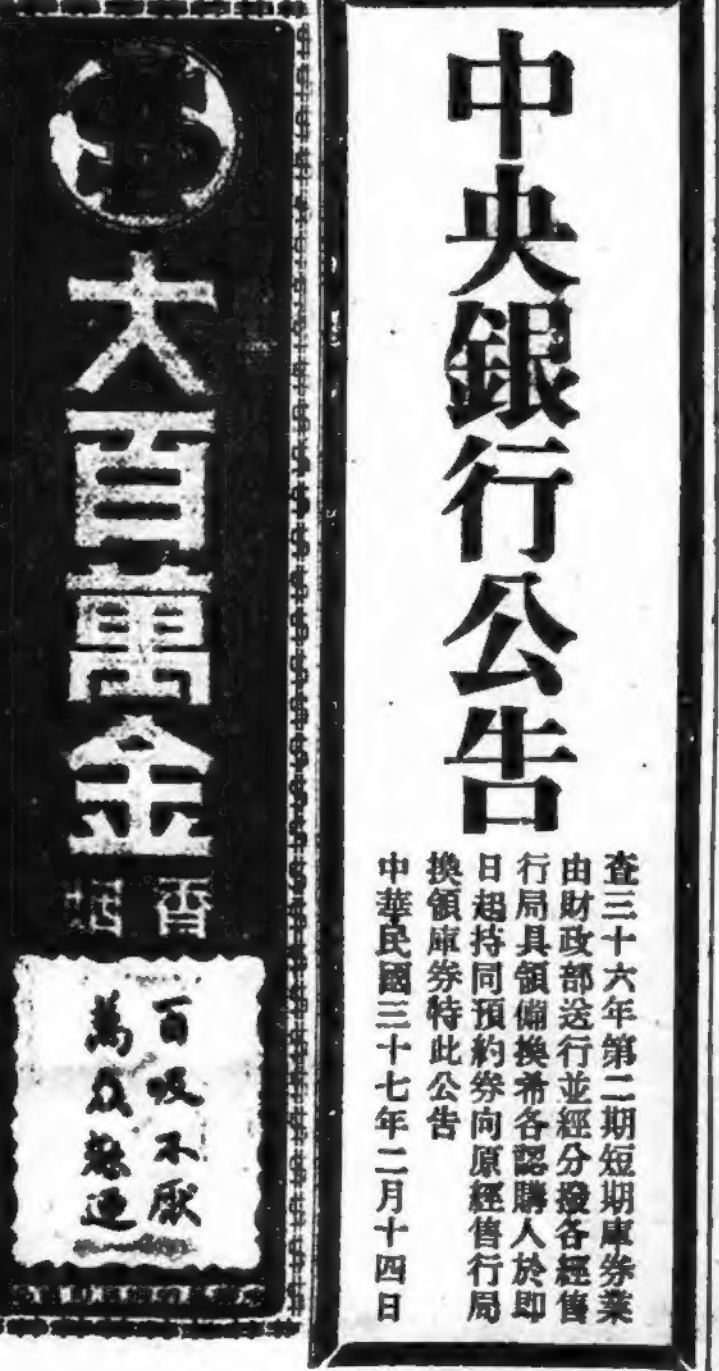 中央銀行公告
查三十六年第二期短期庫券業
由財政部送行並經分撥各經售
行局具領備換希各認購人於即
日起持同預約券向原經售行局
換領庫券特此公告
中華民國三十七年二月十四日
大百萬金
香烟
百吸不厭
萬众